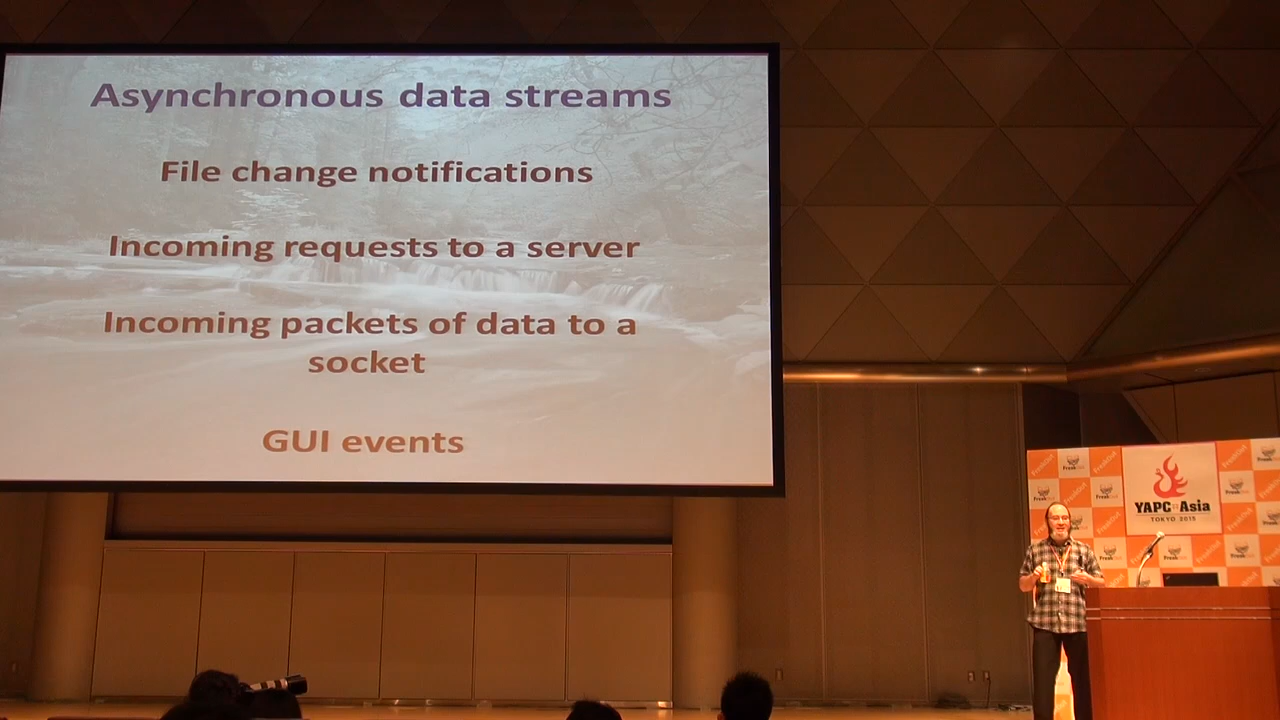 Asynchronous data streams
File change notifications
Incoming requests to a server
Incoming packets of data to a
socket
GUI events
YAPC::Asia
TOKYO 2015
FreakOut